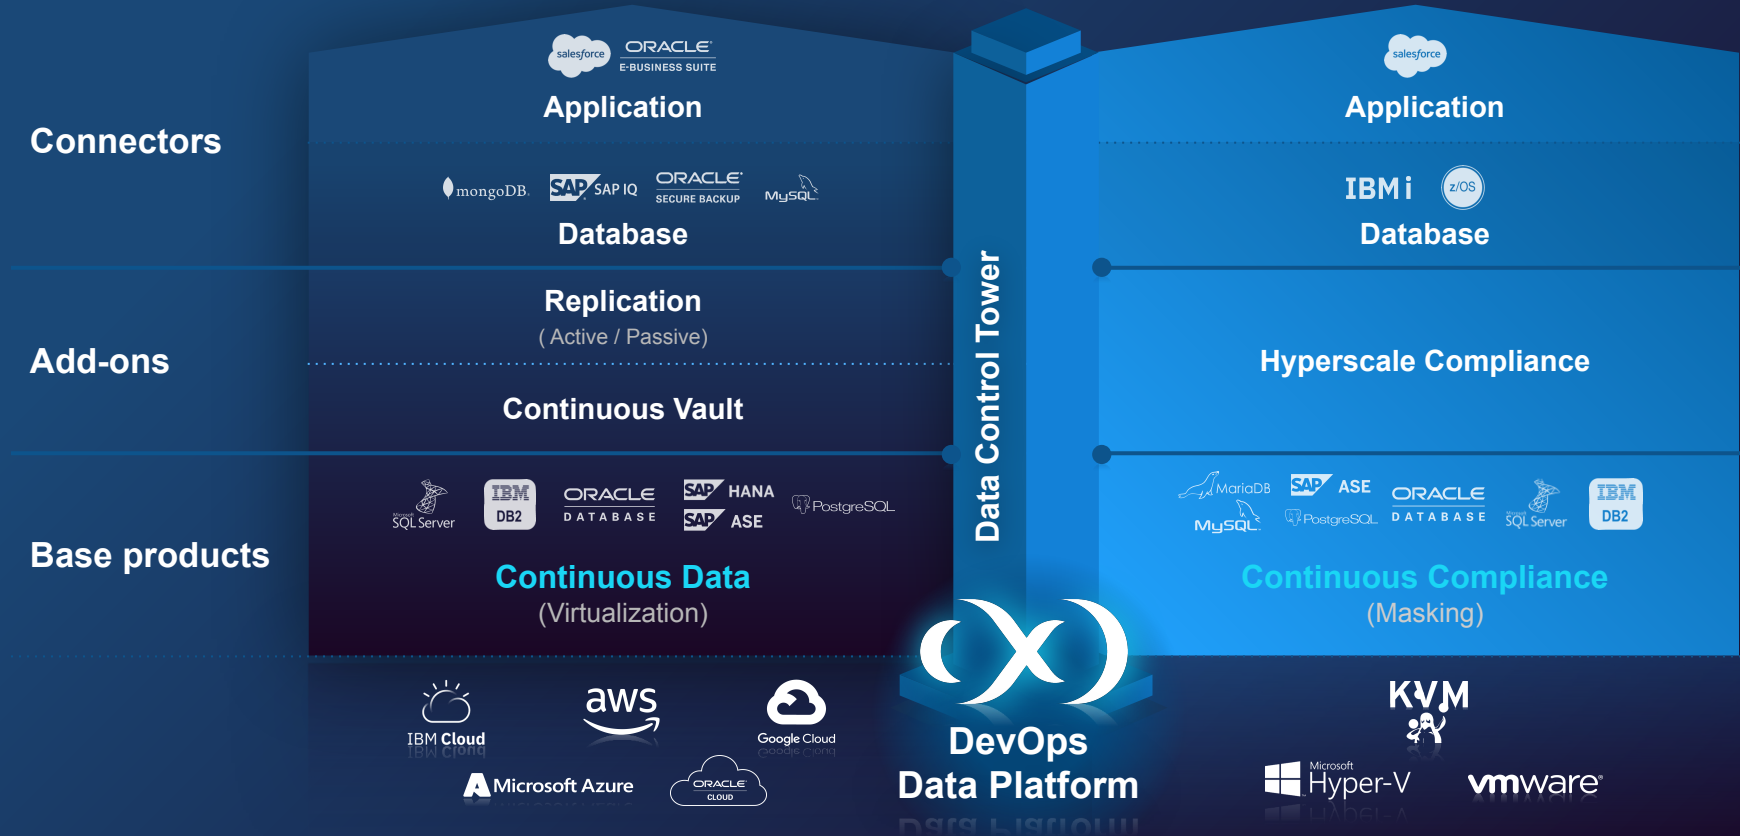 Connectors
salesforce
ORACLE
E-BUSINESS SUITE
Application
mongoDB.
SAP SAP IQ
ORACLE
SECURE BACKUP
MySQL
Database
Add-ons
Replication
( Active / Passive)
Continuous Vault
Base products
Microsoft
SQL Server
IBM
DB2
ORACLE
DATABASE
SAP HANA
SAP ASE
PostgreSQL
Continuous Data
(Virtualization)
Data Control Tower
salesforce
Application
IBM i
z/OS
Database
Hyperscale Compliance
MariaDB
MySQL
SAP ASE
PostgreSQL
ORACLE
DATABASE
Microsoft
SQL Server
IBM
DB2
Continuous Compliance
(Masking)
IBM Cloud
aws
Google Cloud
Microsoft Azure
ORACLE
CLOUD
DevOps
Data Platform
KVM
Microsoft
Hyper-V
vmware